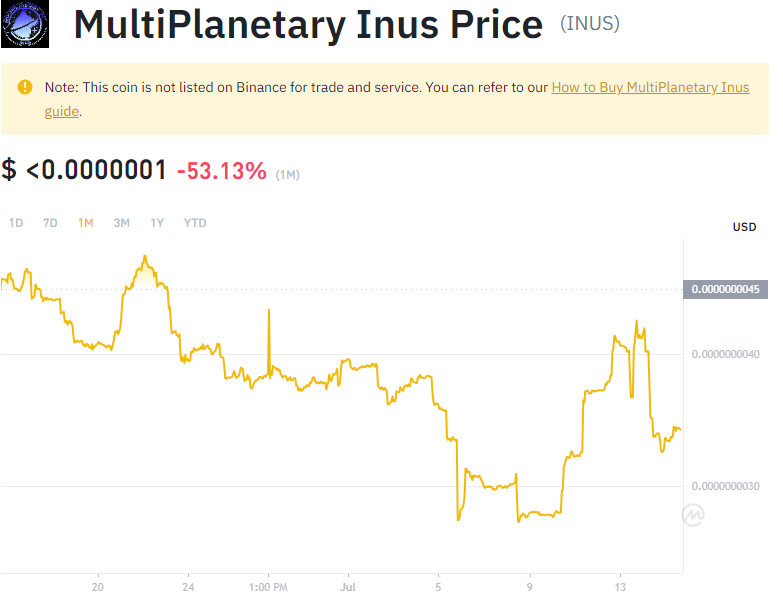 MultiPlanetary Inus Price (INUS)
Note: This coin is not listed on Binance for trade and service. You can refer to our How to Buy MultiPlanetary Inus
guide.
$ <0.0000001 -53.13% (1M)
1D 7D 1M 3M 1Y YTD
USD
0.0000000045
0.0000000040
0.0000000030
20 24 1:00 PM Jul 5 9 13